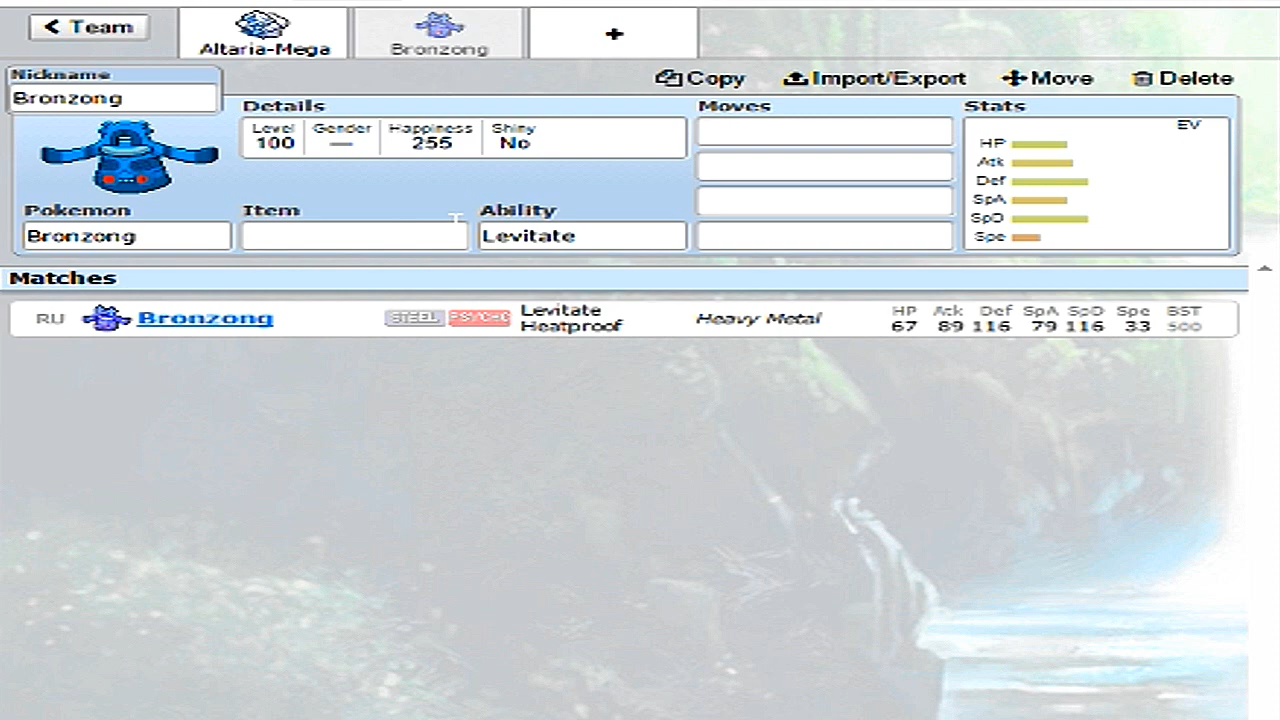 Team
Altaria-Mega
Bronzong
+
Nickname
Bronzong
Copy
Import/Export
Move
Delete
Details
Level
100
Gender
—
Happiness
255
Shiny
No
Pokemon
Bronzong
Item
Ability
Levitate
Moves
Stats
EV
HP
Atk
Def
SpA
SpD
Spe
Matches
RU
Bronzong
STEEL
PSYCHC
Levitate
Heatproof
Heavy Metal
HP Atk Def SpA SpD Spe BST
67 89 116 79 116 33 500